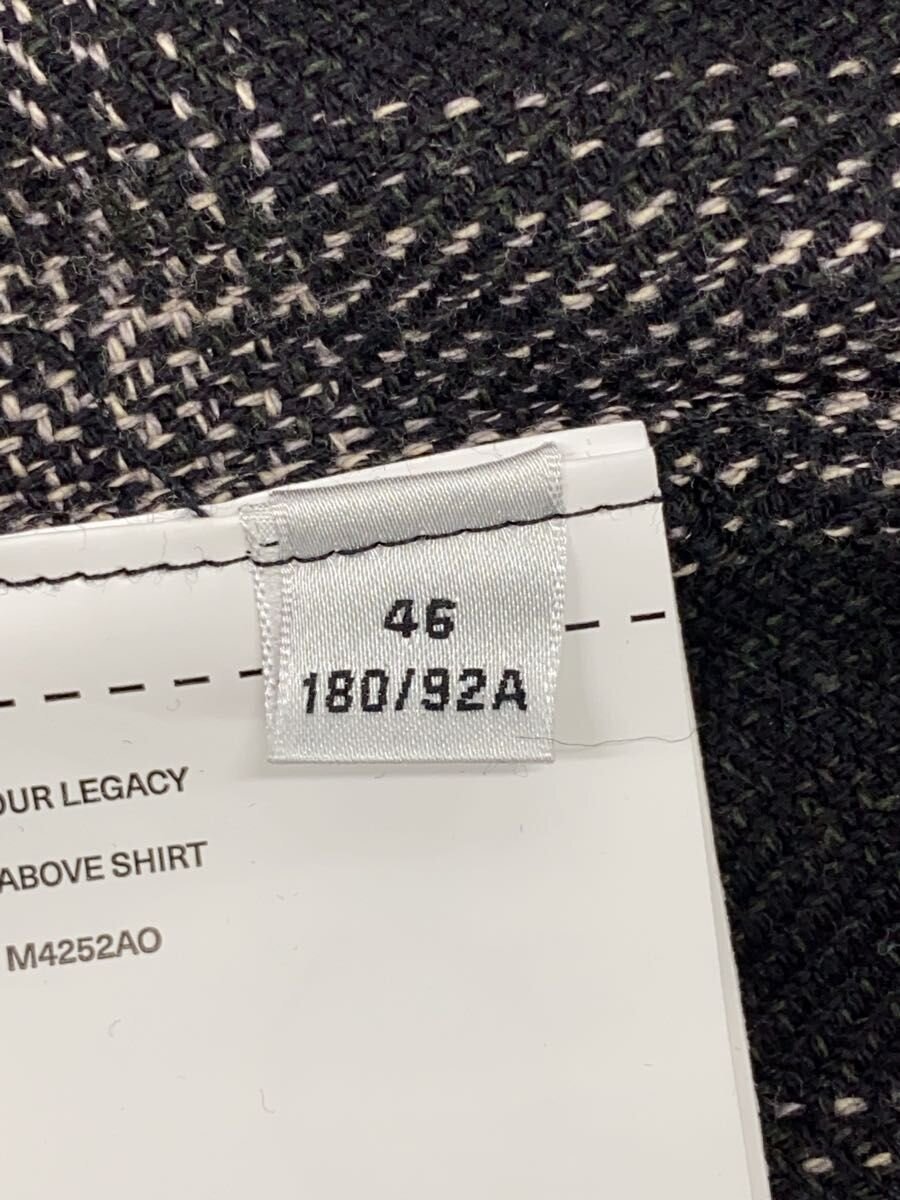 46
180/92A
OUR LEGACY
ABOVE SHIRT
M4252AO